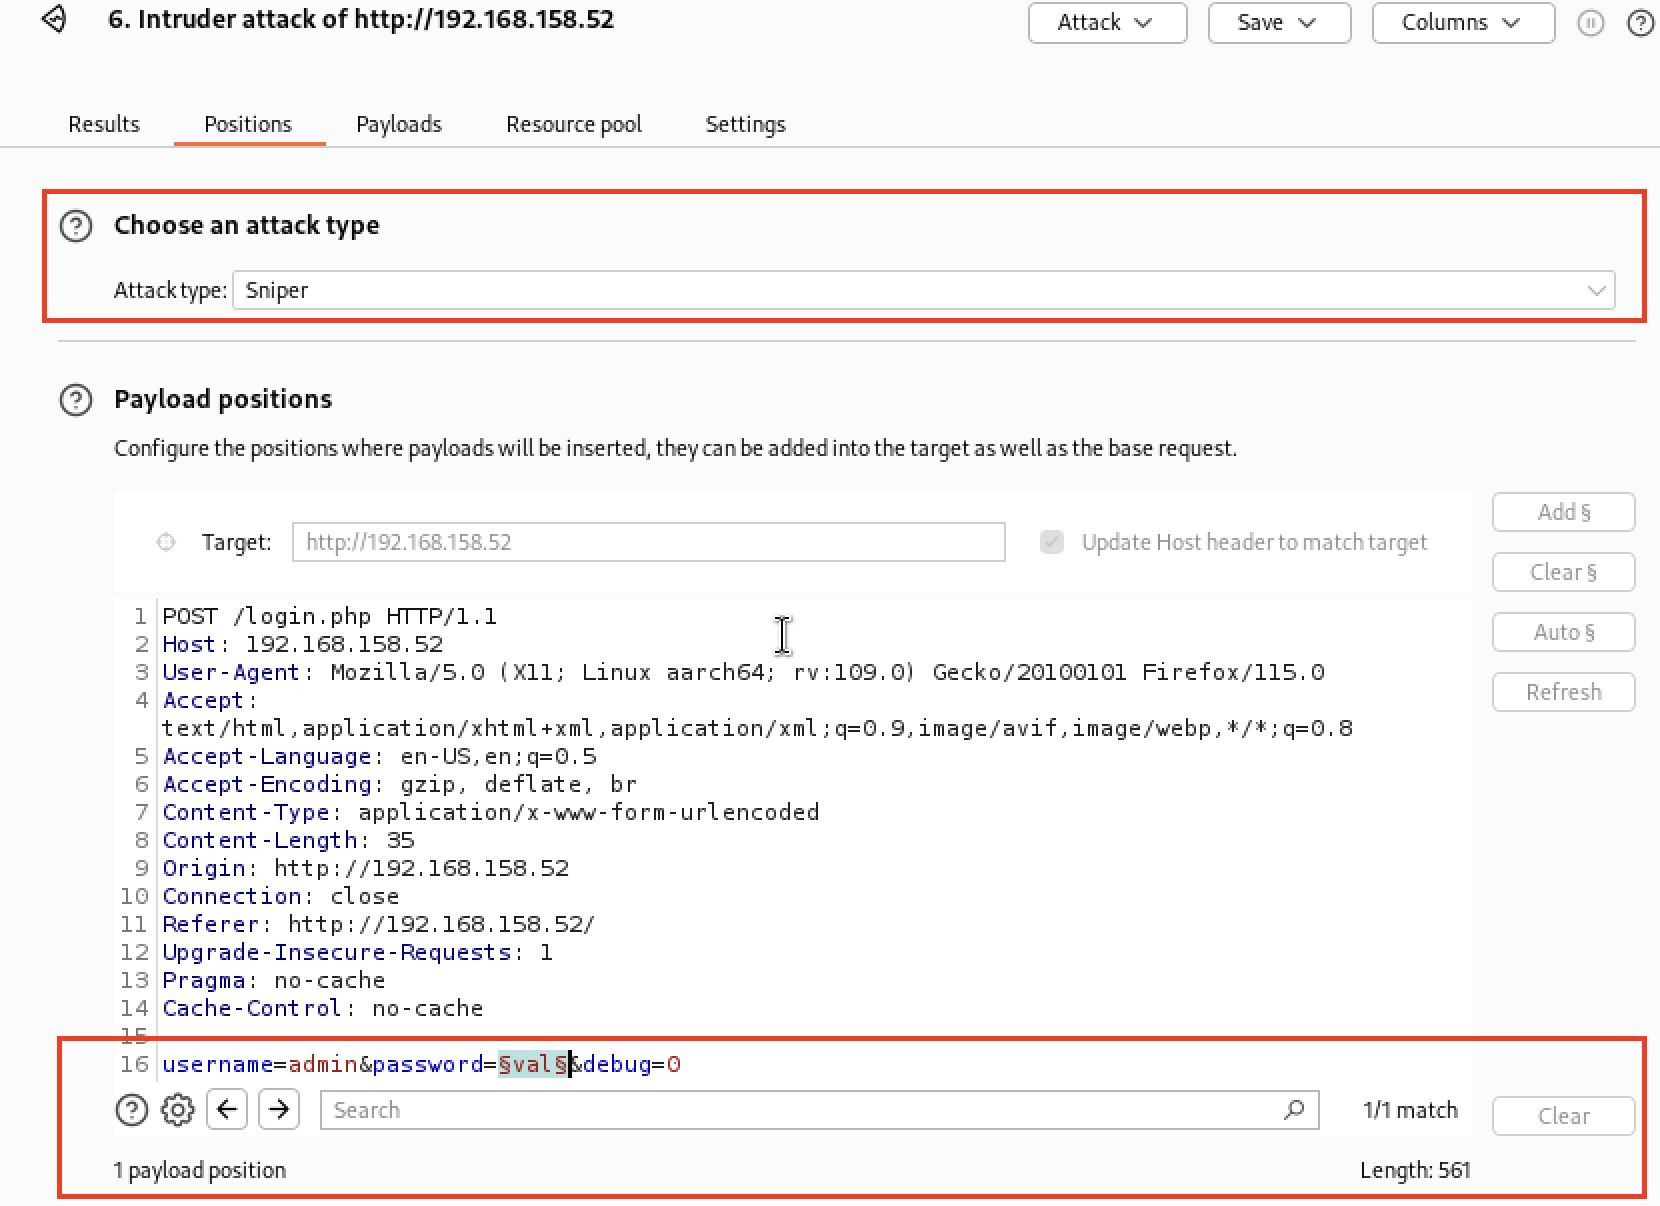 6. Intruder attack of http://192.168.158.52
Attack
Save
Columns
Results
Positions
Payloads
Resource pool
Settings
Choose an attack type
Attack type:
Sniper
Payload positions
Configure the positions where payloads will be inserted, they can be added into the target as well as the base request.
Target:
http://192.168.158.52
Update Host header to match target
Add §
Clear §
Auto §
Refresh
1 POST /login.php HTTP/1.1
2 Host: 192.168.158.52
3 User-Agent: Mozilla/5.0 (X11; Linux aarch64; rv:109.0) Gecko/20100101 Firefox/115.0
4 Accept:
text/html,application/xhtml+xml,application/xml;q=0.9,image/avif,image/webp,*/*;q=0.8
5 Accept-Language: en-US,en;q=0.5
6 Accept-Encoding: gzip, deflate, br
7 Content-Type: application/x-www-form-urlencoded
8 Content-Length: 35
9 Origin: http://192.168.158.52
10 Connection: close
11 Referer: http://192.168.158.52/
12 Upgrade-Insecure-Requests: 1
13 Pragma: no-cache
14 Cache-Control: no-cache
15
16 username=admin&password=§val§&debug=0
Search
1/1 match
Clear
1 payload position
Length: 561